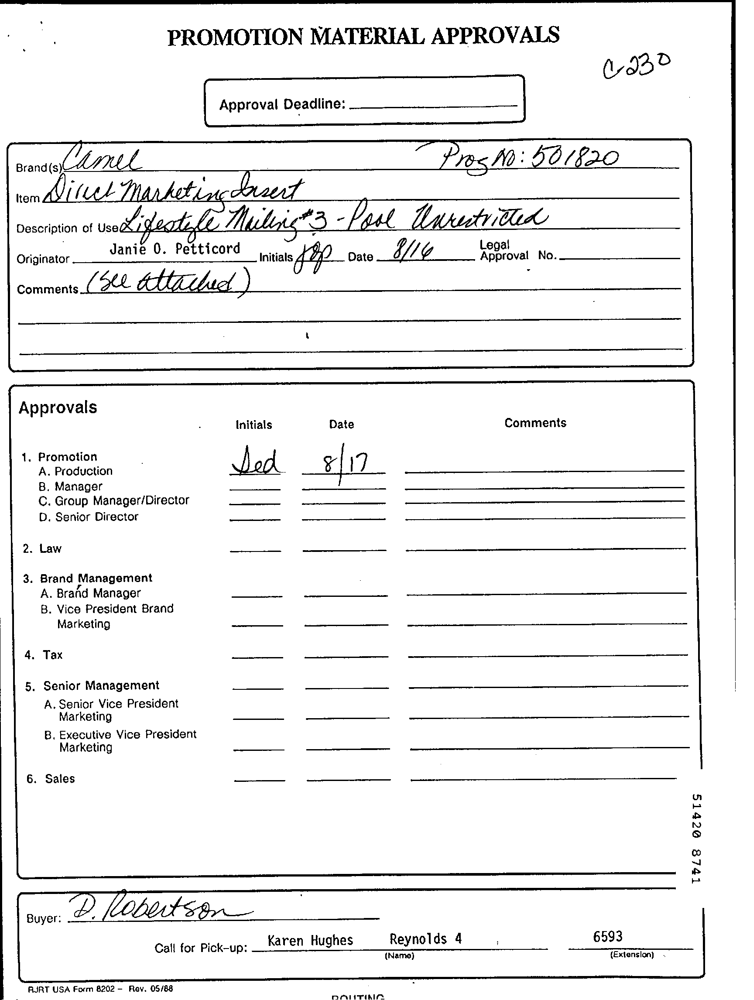 PROMOTION MATERIAL APPROVALS
C-230
Approval Deadline:
Brand(s) Camel Prog No: 501820
Item Direct Marketing Insert
Description of Use Lifestyle Mailing #3 - Pool Unrestricted
Originator Janie O. Petticord Initials jop Date 8/16 Legal Approval No.
Comments (See attached)
Approvals
Initials Date Comments
1. Promotion
A. Production 8/17
B. Manager
C. Group Manager/Director
D. Senior Director
2. Law
3. Brand Management
A. Brand Manager
B. Vice President Brand
Marketing
4. Tax
5. Senior Management
A. Senior Vice President
Marketing
B. Executive Vice President
Marketing
6. Sales
51420 8741
Buyer: D. Robertson
Call for Pick-up: Karen Hughes Reynolds 4 6593
(Name) (Extension)
RJRT USA Form 8202 - Rev. 05/88
ROUTING